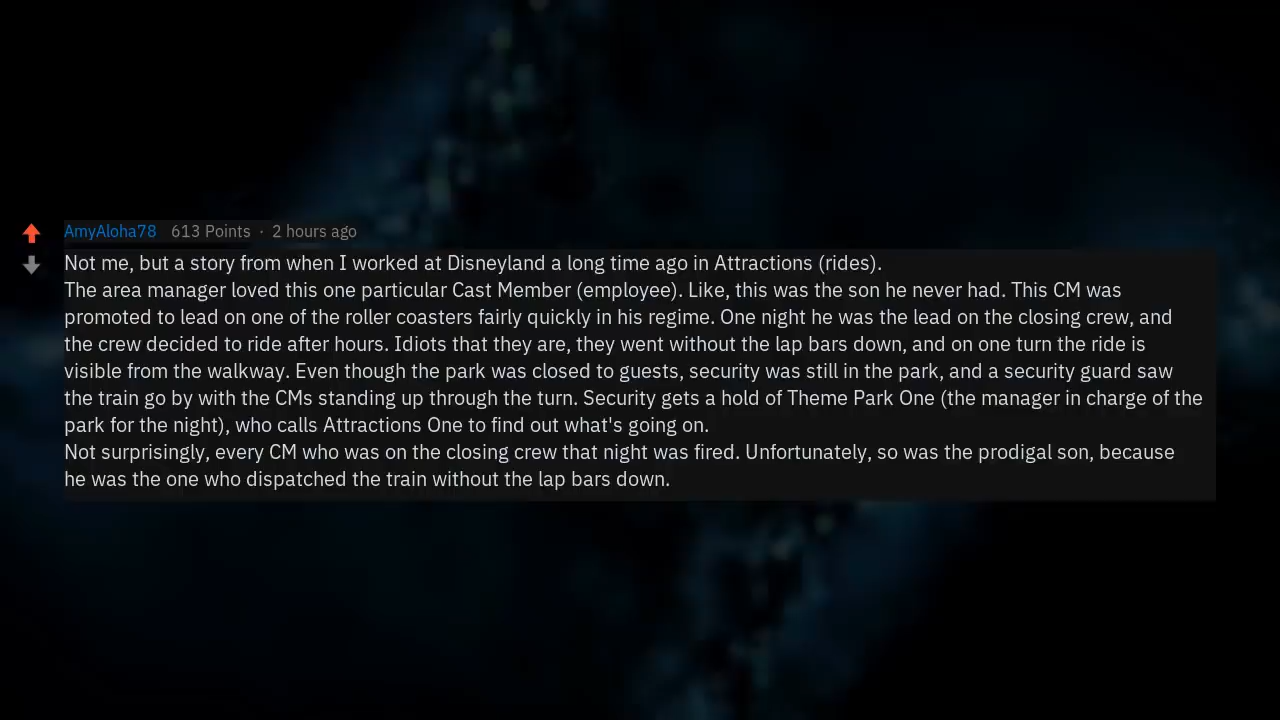 AmyAloha78 613 Points · 2 hours ago
Not me, but a story from when I worked at Disneyland a long time ago in Attractions (rides).
The area manager loved this one particular Cast Member (employee). Like, this was the son he never had. This CM was
promoted to lead on one of the roller coasters fairly quickly in his regime. One night he was the lead on the closing crew, and
the crew decided to ride after hours. Idiots that they are, they went without the lap bars down, and on one turn the ride is
visible from the walkway. Even though the park was closed to guests, security was still in the park, and a security guard saw
the train go by with the CMs standing up through the turn. Security gets a hold of Theme Park One (the manager in charge of the
park for the night), who calls Attractions One to find out what's going on.
Not surprisingly, every CM who was on the closing crew that night was fired. Unfortunately, so was the prodigal son, because
he was the one who dispatched the train without the lap bars down.